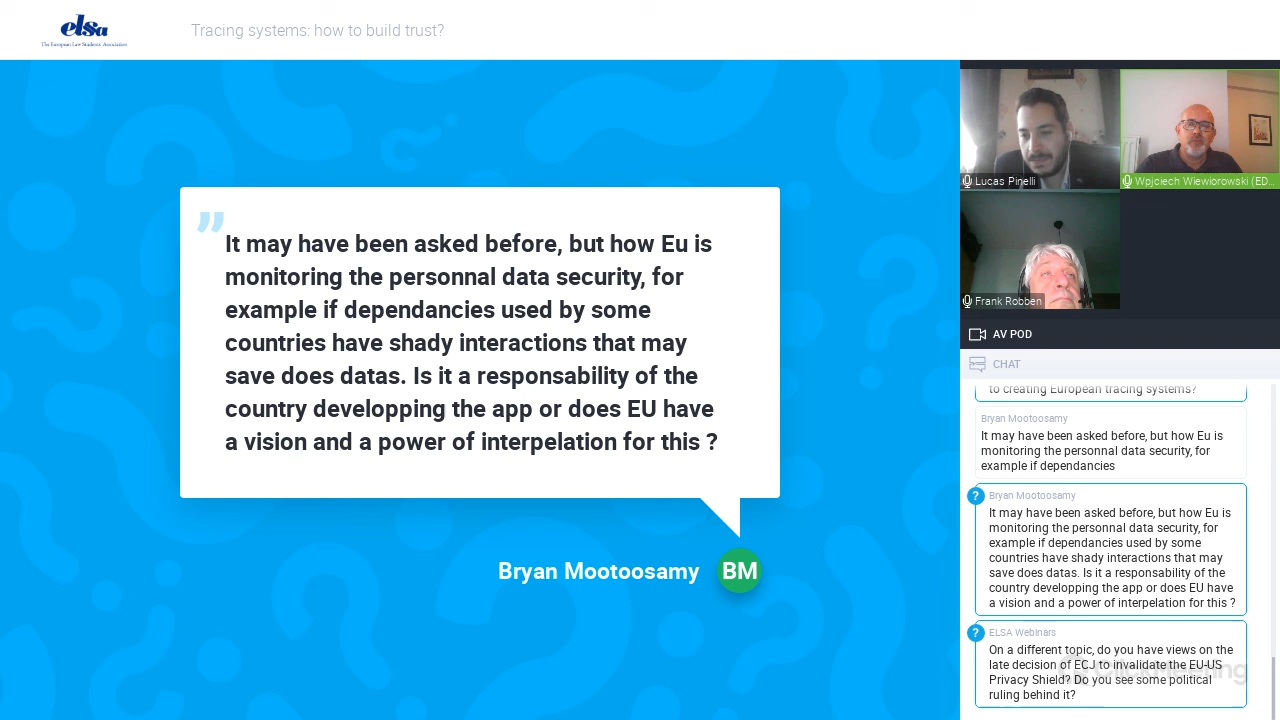 elsa
The European Law Students' Association
Tracing systems: how to build trust?
”
It may have been asked before, but how Eu is
monitoring the personnal data security, for
example if dependancies used by some
countries have shady interactions that may
save does datas. Is it a responsability of the
country developping the app or does EU have
a vision and a power of interpelation for this ?
Bryan Mootoosamy
BM
Lucas Pinelli
Wpjciech Wiewiorowski (ED...
Frank Robben
AV POD
CHAT
to creating European tracing systems?
Bryan Mootoosamy
It may have been asked before, but how Eu is
monitoring the personnal data security, for
example if dependancies
?
Bryan Mootoosamy
It may have been asked before, but how Eu is
monitoring the personnal data security, for
example if dependancies used by some
countries have shady interactions that may
save does datas. Is it a responsability of the
country developping the app or does EU have
a vision and a power of interpelation for this ?
?
ELSA Webinars
On a different topic, do you have views on the
late decision of ECJ to invalidate the EU-US
Privacy Shield? Do you see some political
ruling behind it?
ClickMeeting